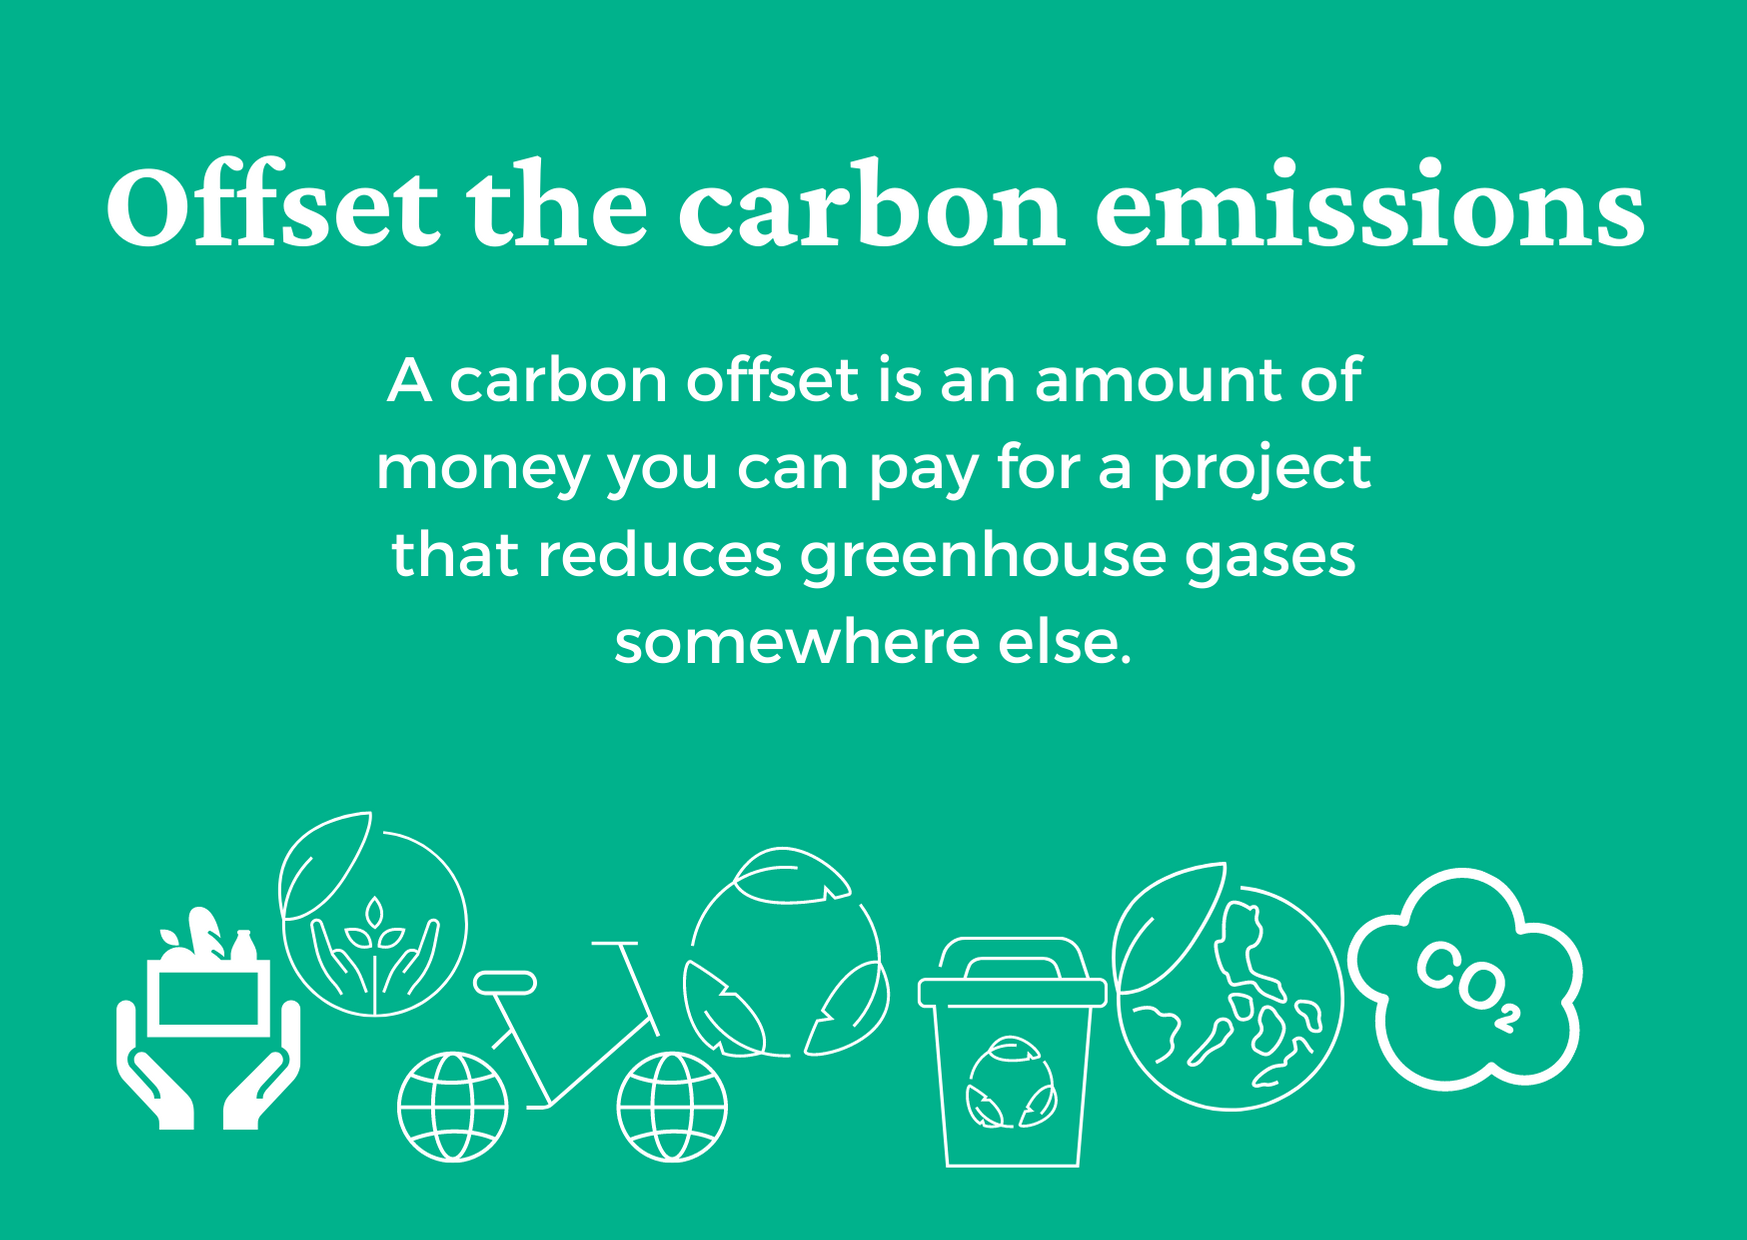 Offset the carbon emissions
A carbon offset is an amount of
money you can pay for a project
that reduces greenhouse gases
somewhere else.
CO₂